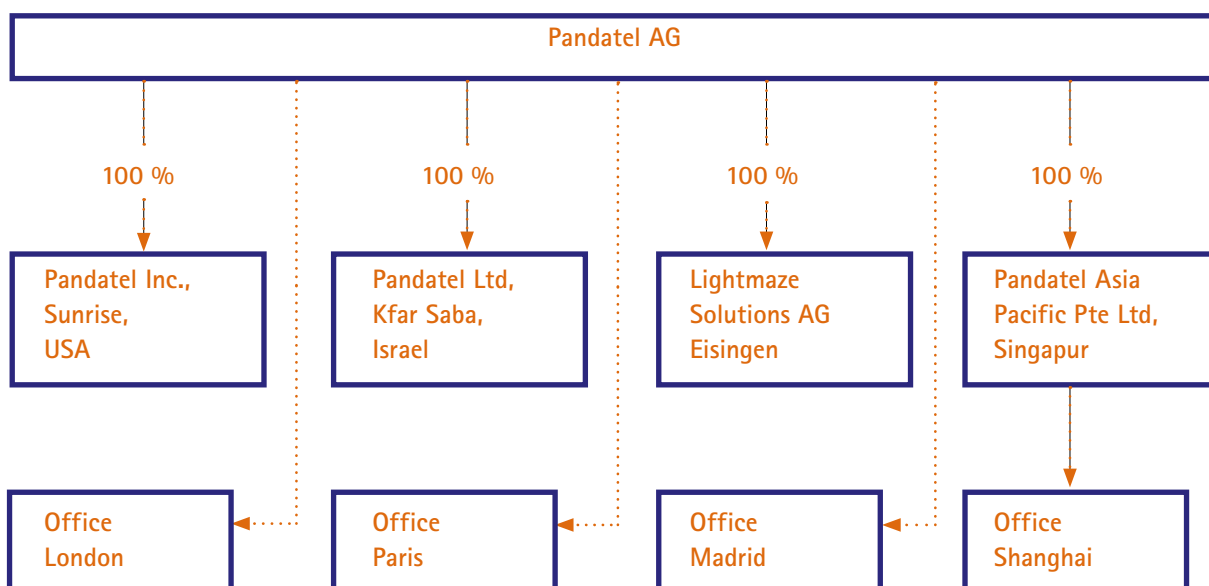 Pandatel AG
100 %
100 %
100 %
100 %
Pandatel Inc.,
Sunrise,
USA
Pandatel Ltd,
Kfar Saba,
Israel
Lightmaze
Solutions AG
Eisingen
Pandatel Asia
Pacific Pte Ltd,
Singapur
Office
London
Office
Paris
Office
Madrid
Office
Shanghai